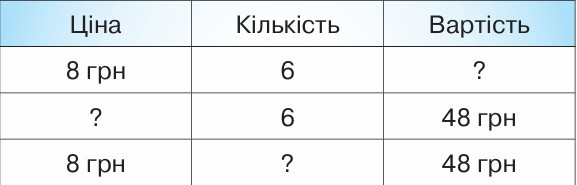 Ціна Кількість Вартість
8 грн 6 ?
? 6 48 грн
8 грн ? 48 грн